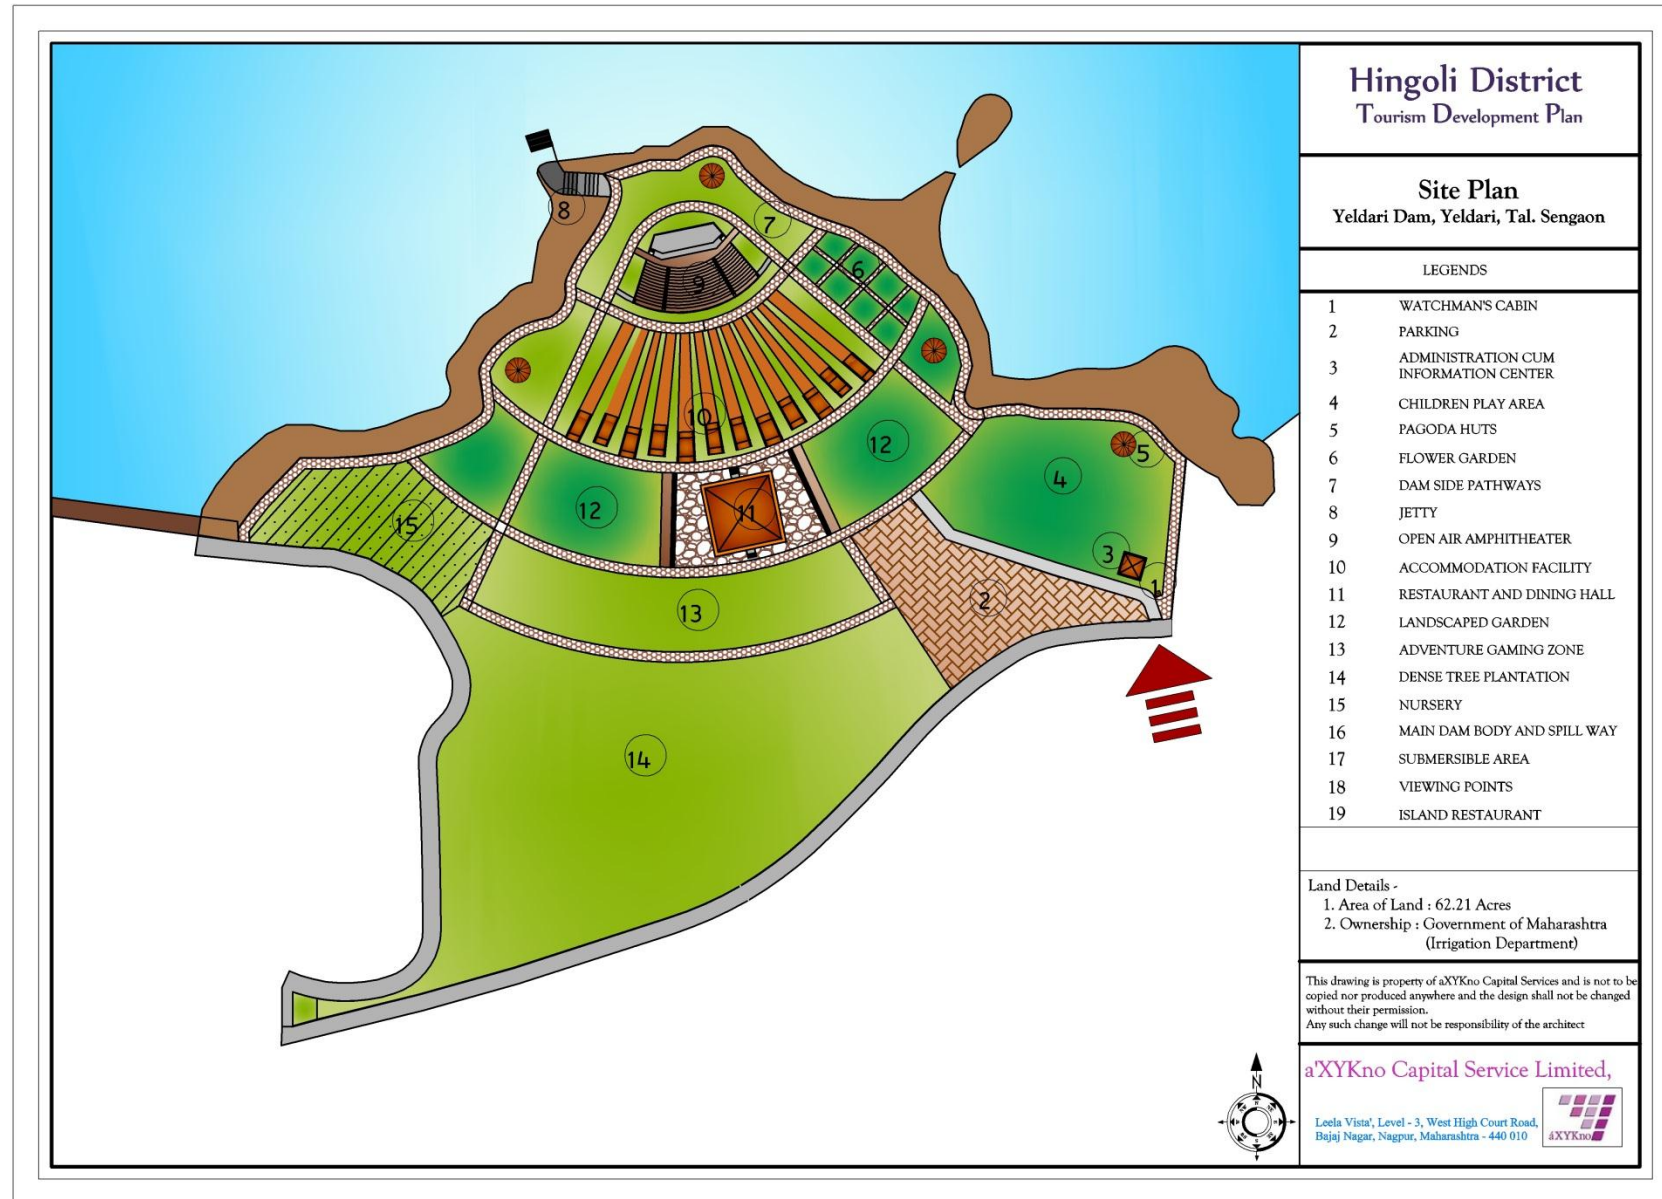 Hingoli District
Tourism Development Plan
Site Plan
Yeldari Dam, Yeldari, Tal. Sengaon
LEGENDS
1 WATCHMAN'S CABIN
2 PARKING
3 ADMINISTRATION CUM
INFORMATION CENTER
4 CHILDREN PLAY AREA
5 PAGODA HUTS
6 FLOWER GARDEN
7 DAM SIDE PATHWAYS
8 JETTY
9 OPEN AIR AMPHITHEATER
10 ACCOMMODATION FACILITY
11 RESTAURANT AND DINING HALL
12 LANDSCAPED GARDEN
13 ADVENTURE GAMING ZONE
14 DENSE TREE PLANTATION
15 NURSERY
16 MAIN DAM BODY AND SPILL WAY
17 SUBMERSIBLE AREA
18 VIEWING POINTS
19 ISLAND RESTAURANT
Land Details -
1. Area of Land : 62.21 Acres
2. Ownership : Government of Maharashtra
(Irrigation Department)
This drawing is property of aXYKno Capital Services and is not to be
copied nor produced anywhere and the design shall not be changed
without their permission.
Any such change will not be responsibility of the architect
a'XYKno Capital Service Limited,
Leela Vista', Level - 3, West High Court Road,
Bajaj Nagar, Nagpur, Maharashtra - 440 010
áXYKno
8
7
6
9
10
12
12
11
15
13
14
2
4
5
3
1
N